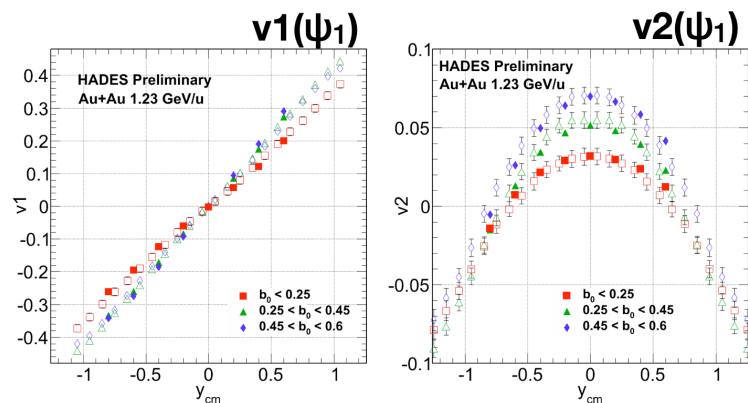 v1(ψ₁)
v1
0.4
0.3
0.2
0.1
0
-0.1
-0.2
-0.3
-0.4
HADES Preliminary
Au+Au 1.23 GeV/u
b₀ < 0.25
0.25 < b₀ < 0.45
0.45 < b₀ < 0.6
-1
-0.5
0
0.5
1
y_cm
v2(ψ₁)
v2
0.1
0.05
0
-0.05
-0.1
HADES Preliminary
Au+Au 1.23 GeV/u
b₀ < 0.25
0.25 < b₀ < 0.45
0.45 < b₀ < 0.6
-1
-0.5
0
0.5
1
y_cm